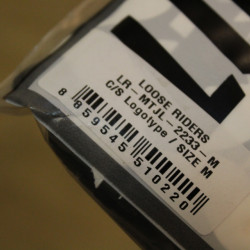 LOOSE RIDERS
LR-MTJL-2233-M
C/S Logotype / SIZE M
8 859545 510220